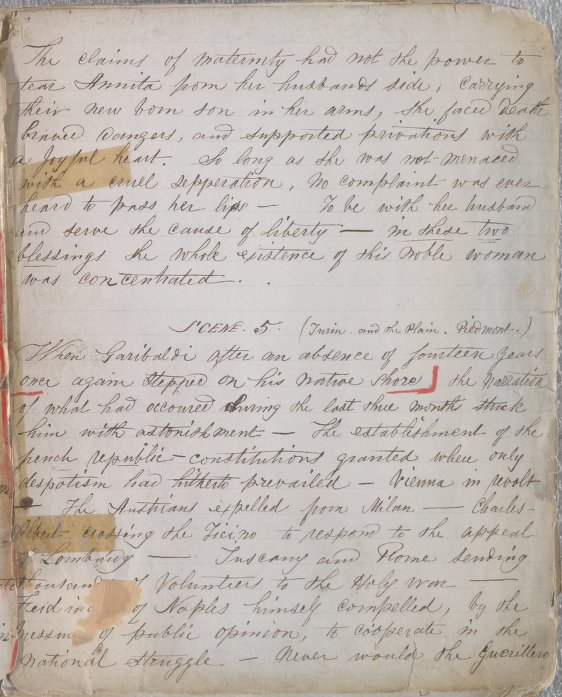 The claims of maternity had not the power to
tear Annita from her husbands side; carrying
their new born son in her arms, she faced death
braved dangers, and supported privations with
a joyful heart. So long as she was not menaced
with a cruel sepperation, no complaint was ever
heard to pass her lips — To be with her husband
and serve the cause of liberty — in these two
blessings the whole existence of this noble woman
was concentrated.
SCENE. 5. (Turin and the Plain. Piedmont.)
When Garibaldi after an absence of fourteen years
once again stepped on his native shore the narration
of what had occoured during the last three month struck
him with astonishment — The establishment of the
french republic — constitutions granted where only
despotism had hitherto prevailed — Vienna in revolt
— The Austrians expelled from Milan — Charles-
Albert crossing the Ticino to respond to the appeal
Lombardy — Tuscany and Rome sending
thousand of Volunteers to the Holy War —
Ferdin of Naples himself compelled, by the
pressure of public opinion, to cooperate in the
national struggle — Never would the Guerillero